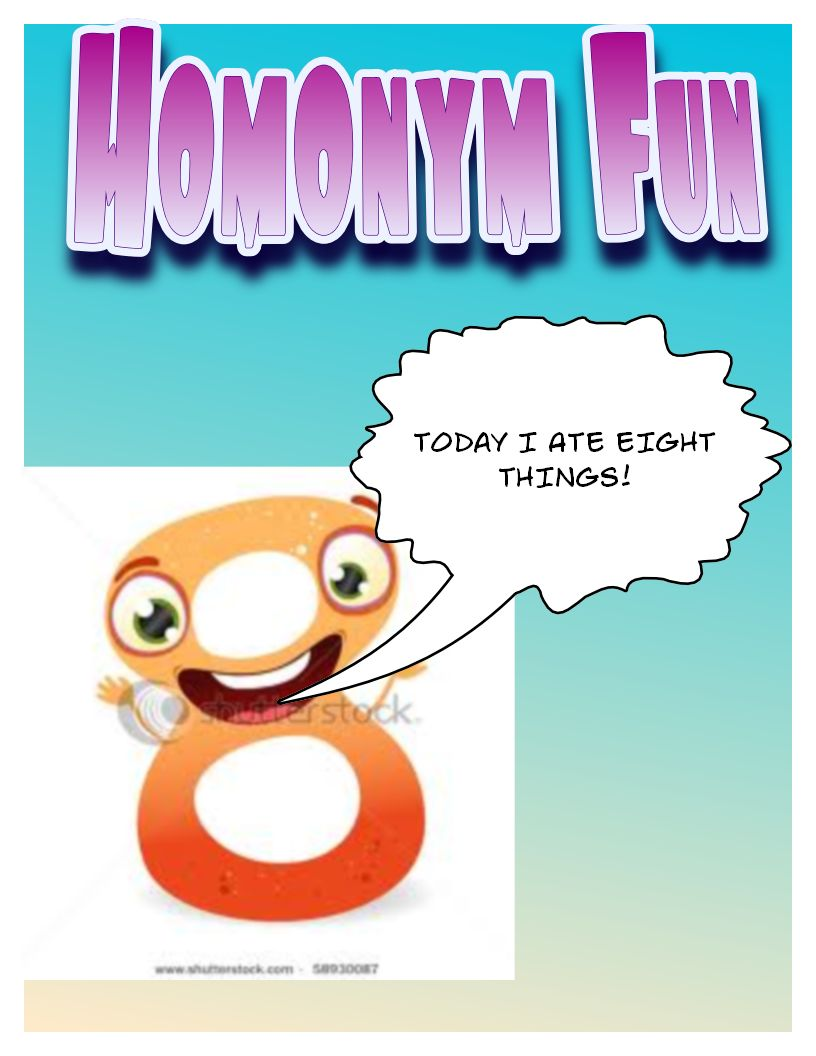 Homonym Fun
TODAY I ATE EIGHT
THINGS!
shutterstock
www.shutterstock.com · 58930087